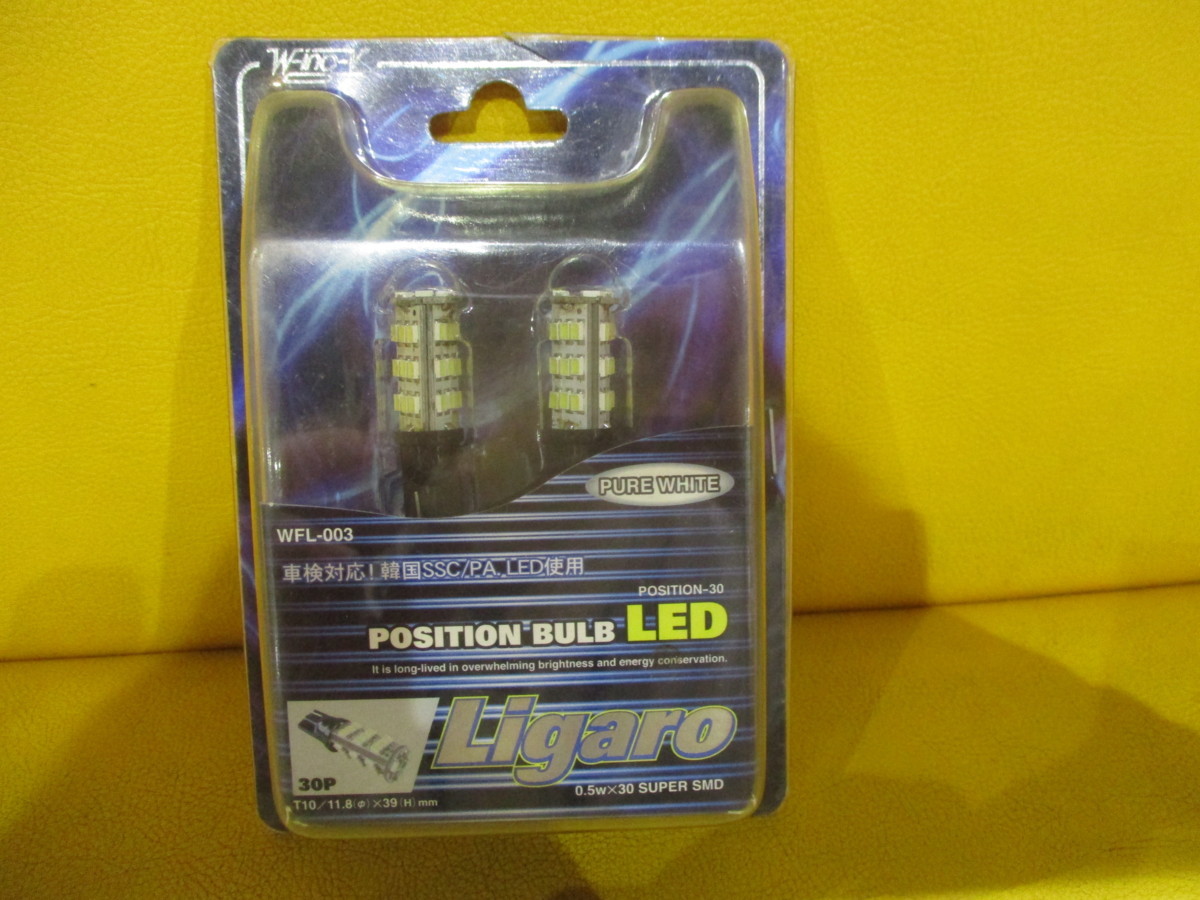 W-ing-V
PURE WHITE
WFL-003
車検対応！韓国SSC/P.A. LED使用
POSITION-30
POSITION BULB LED
It is long-lived in overwhelming brightness and energy conservation.
Ligaro
30P
0.5w×30 SUPER SMD
T10／11.8(φ)×39(H)mm